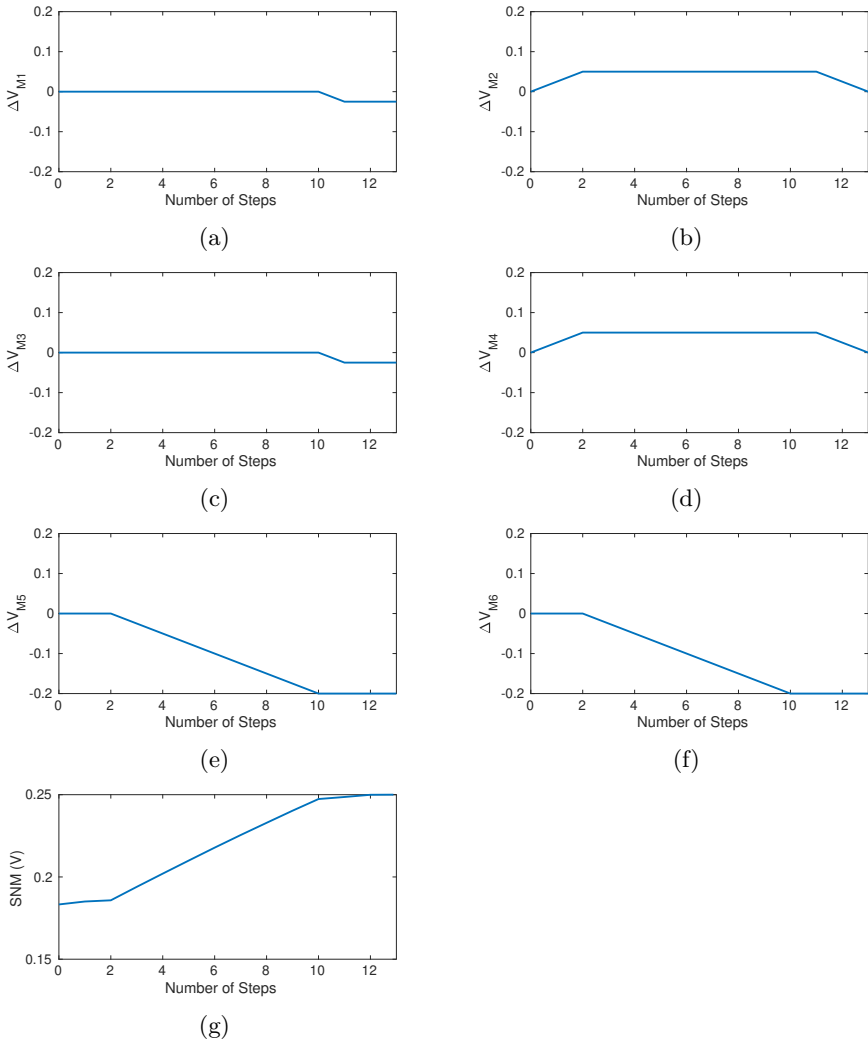 0.2
0.1
0
-0.1
-0.2
ΔV_M1
0 2 4 6 8 10 12
Number of Steps
(a)
0.2
0.1
0
-0.1
-0.2
ΔV_M2
0 2 4 6 8 10 12
Number of Steps
(b)
0.2
0.1
0
-0.1
-0.2
ΔV_M3
0 2 4 6 8 10 12
Number of Steps
(c)
0.2
0.1
0
-0.1
-0.2
ΔV_M4
0 2 4 6 8 10 12
Number of Steps
(d)
0.2
0.1
0
-0.1
-0.2
ΔV_M5
0 2 4 6 8 10 12
Number of Steps
(e)
0.2
0.1
0
-0.1
-0.2
ΔV_M6
0 2 4 6 8 10 12
Number of Steps
(f)
0.25
0.2
0.15
SNM (V)
0 2 4 6 8 10 12
Number of Steps
(g)